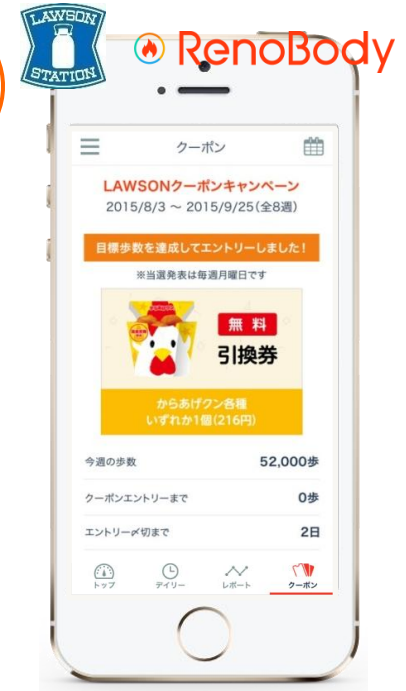 LAWSON
STATION
RenoBody
クーポン
LAWSONクーポンキャンペーン
2015/8/3 ～ 2015/9/25(全8週)
目標歩数を達成してエントリーしました！
※当選発表は毎週月曜日です
無料
引換券
からあげクン各種
いずれか1個(216円)
今週の歩数 52,000歩
クーポンエントリーまで 0歩
エントリー〆切まで 2日
トップ デイリー レポート クーポン